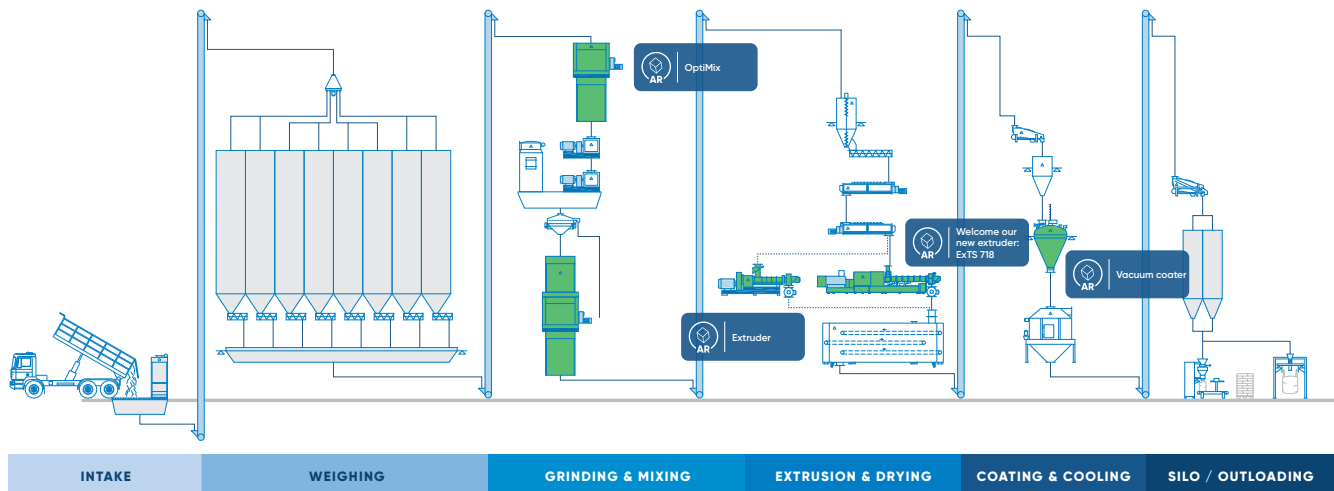 AR
OptiMix
AR
Welcome our
new extruder:
ExTS 718
AR
Vacuum coater
AR
Extruder
INTAKE
WEIGHING
GRINDING & MIXING
EXTRUSION & DRYING
COATING & COOLING
SILO / OUTLOADING